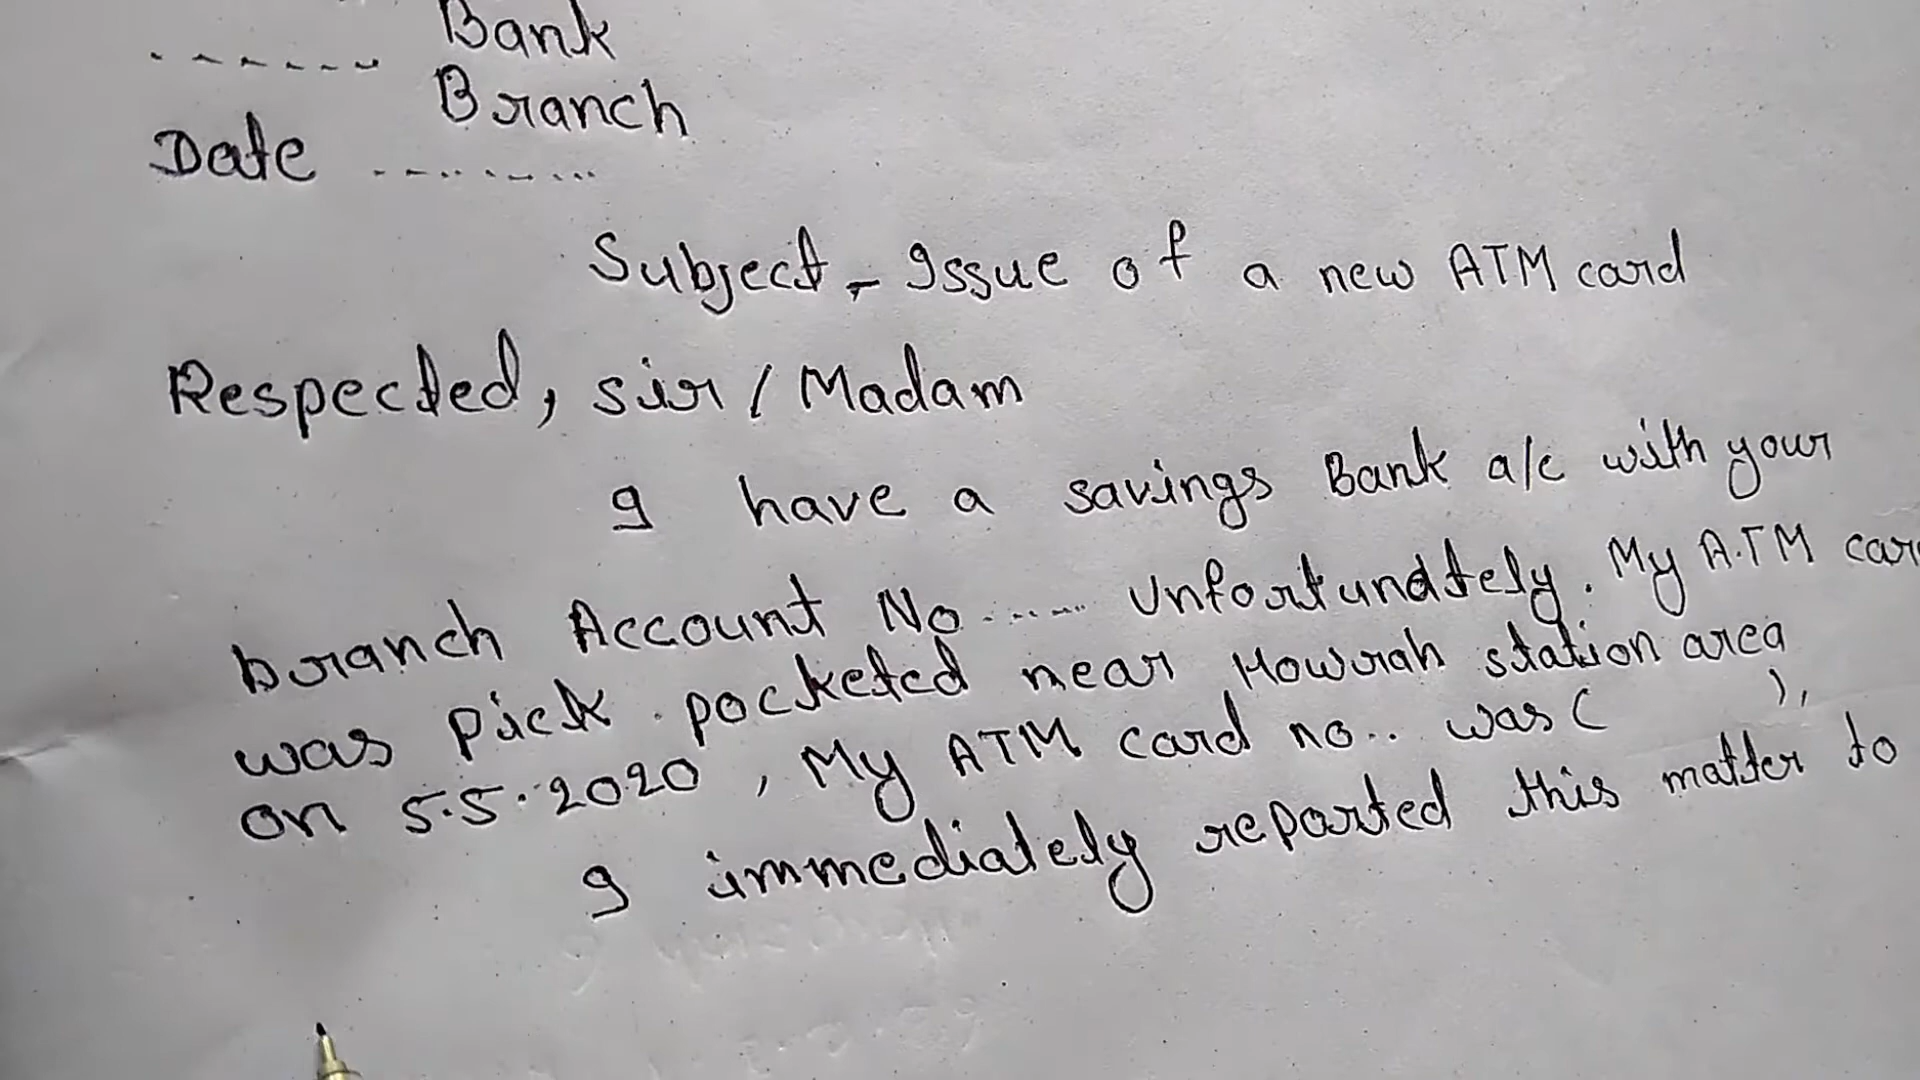 Bank
....... Branch
Date ..........
Subject - Issue of a new ATM card
Respected, sir / Madam
I have a savings Bank a/c with your
branch Account No...... Unfortundtely. My A.TM car
was pick pocketed near Howrah station area
on 5.5.2020, My ATM card no.. was (          ),
I immediately reported this matter to